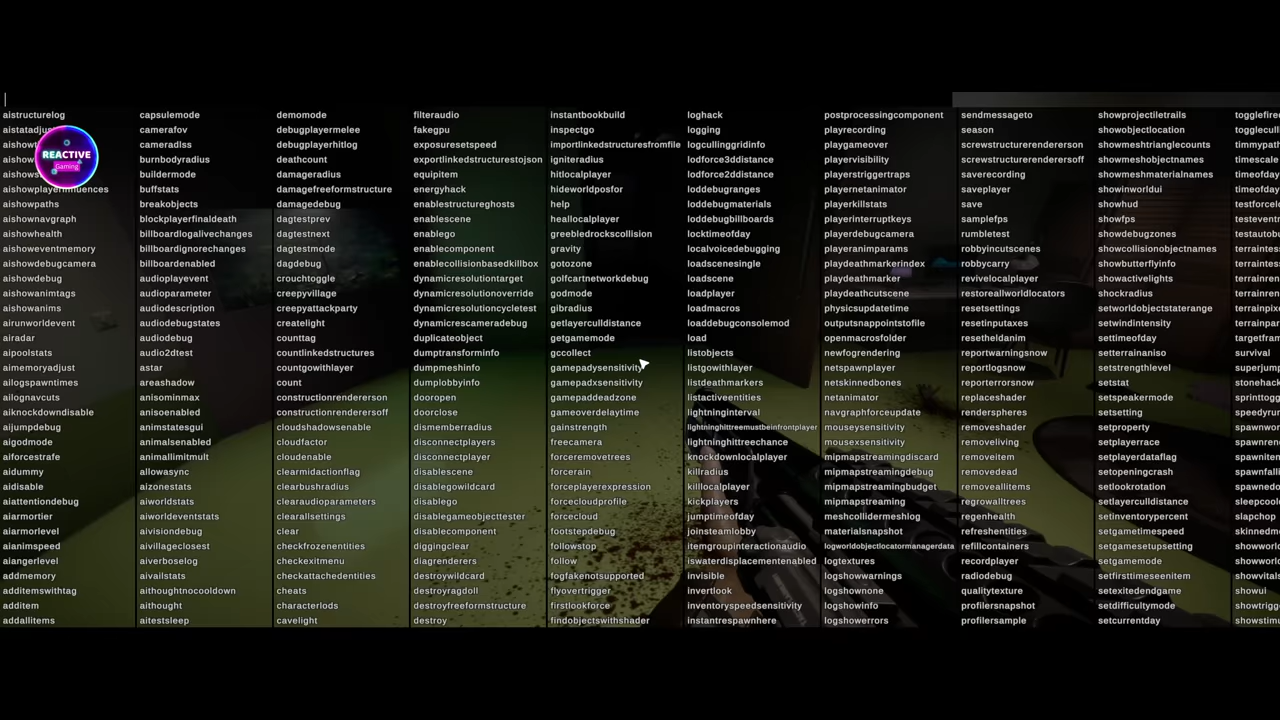 aistructurelog capsulemode demomode filteraudio instantbookbuild loghack postprocessingcomponent sendmessageto showprojectiletrails
camerafov debugplayermelee fakegpu inspectgo logging playrecording season showobjectlocation
cameradlss debugplayerhitlog exposuresetspeed importlinkedstructuresfromfile logcullinggridinfo playgameover screwstructurerendererson showmeshtrianglecounts
REACTIVE
burnbodyradius deathcount exportlinkedstructurestojson igniteradius lodforce3ddistance playervisibility screwstructurerenderersoff showmeshobjectnames
Gaming
buildermode damageradius equipitem hitlocalplayer lodforce2ddistance playerstriggertraps saverecording showmeshmaterialnames
buffstats damagefreeformstructure energyhack hideworldposfor loddebugranges playernetanimator saveplayer showinworldui
aishowpaths breakobjects damagedebug enablestructureghosts help loddebugmaterials playerkillstats save showhud
aishownavgraph blockplayerfinaldeath dagtestprev enablescene heallocalplayer loddebugbillboards playerinterruptkeys samplefps showfps
aishowhealth billboardlogalivechanges dagtestnext enablego greebledrockscollision locktimeofday playerdebugcamera rumbletest showdebugzones
aishoweventmemory billboardignorechanges dagtestmode enablecomponent gravity localvoicedebugging playeranimparams robbyincutscenes showcollisionobjectnames
aishowdebugcamera billboardenabled dagdebug enablecollisionbasedkillbox gotozone loadscenesingle playdeathmarkerindex robbycarry showbutterflyinfo
aishowdebug audioplayevent crouchtoggle dynamicresolutiontarget golfcartnetworkdebug loadscene playdeathmarker revivelocalplayer showactivelights
aishowanimtags audioparameter creepyvillage dynamicresolutionoverride godmode loadplayer playdeathcutscene restoreallworldlocators shockradius
aishowanims audiodescription creepyattackparty dynamicresolutioncycletest gibradius loadmacros physicsupdatetime resetsettings setworldobjectstaterange
airunworldevent audiodebugstates createlight dynamicrescameradebug getlayerculldistance loaddebugconsolemod outputsnappointstofile resetinputaxes setwindintensity
airadar audiodebug counttag duplicateobject getgamemode load openmacrosfolder resetheldanim settimeofday
aipoolstats audio2dtest countlinkedstructures dumptransforminfo gccollect listobjects newfogrendering reportwarningsnow setterrainaniso
aimemoryadjust astar countgowithlayer dumpmeshinfo gamepadysensitivity listgowithlayer netspawnplayer reportlogsnow setstrengthlevel
ailogspawntimes areashadow count dumplobbyinfo gamepadxsensitivity listdeathmarkers netskinnedbones reporterrorsnow setstat
ailognavcuts anisominmax constructionrendererson dooropen gamepaddeadzone listactiveentities netanimator replaceshader setspeakermode
aiknockdowndisable anisoenabled constructionrenderersoff doorclose gameoverdelaytime lightninginterval navgraphforceupdate renderspheres setsetting
aijumpdebug animstatesgui cloudshadowsenable dismemberradius gainstrength lightninghittreemustbeinfrontplayer mouseysensitivity removeshader setproperty
aigodmode animalsenabled cloudfactor disconnectplayers freecamera lightninghittreechance mousexsensitivity removeliving setplayerrace
aiforcestrafe animallimitmult cloudenable disconnectplayer forceremovetrees knockdownlocalplayer mipmapstreamingdiscard removeitem setplayerdataflag
aidummy allowasync clearmidactionflag disablescene forcerain killradius mipmapstreamingdebug removedead setopeningcrash
aidisable aizonestats clearbushradius disablegowildcard forceplayerexpression killlocalplayer mipmapstreamingbudget removeallitems setlookrotation
aiattentiondebug aiworldstats clearaudioparameters disablego forcecloudprofile kickplayers mipmapstreaming regrowalltrees setlayerculldistance
aiarmortier aiworldeventstats clearallsettings disablegameobjecttester forcecloud jumptimeofday meshcollidermeshlog regenhealth setinventorypercent
aiarmorlevel aivisiondebug clear disablecomponent footstepdebug joinsteamlobby materialsnapshot refreshentities setgametimespeed
aianimspeed aivillageclosest checkfrozenentities diggingclear followstop itemgroupinteractionaudio logworldobjectlocatormanagerdata refillcontainers setgamesetupsetting
aiangerlevel aiverboselog checkexitmenu diagrenderers follow iswaterdisplacementenabled logtextures recordplayer setgamemode
addmemory aivailstats checkattachedentities destroywildcard fogfakenotsupported invisible logshowwarnings radiodebug setfirsttimeseenitem
additemswithtag aithoughtnocooldown cheats destroyragdoll flyovertrigger invertlook logshownone qualitytexture setexitedendgame
additem aithought characterlods destroyfreeformstructure firstlookforce inventoryspeedsensitivity logshowinfo profilersnapshot setdifficultymode
addallitems aitestsleep cavelight destroy findobjectswithshader instantrespawnhere logshowerrors profilersample setcurrentday